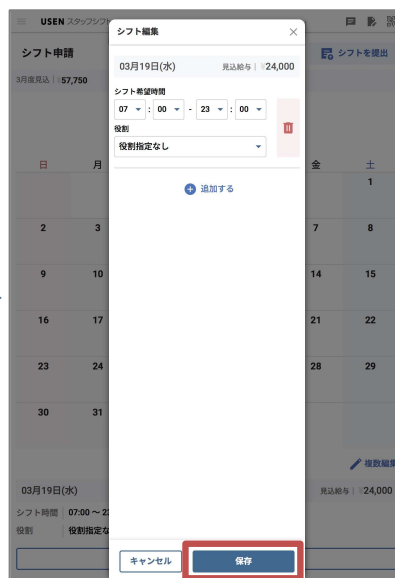 USEN スタッフシフト
シフト編集
シフト申請
シフトを提出
03月19日(水) 見込給与｜¥24,000
3月度見込｜¥57,750
シフト希望時間
07 : 00 - 23 : 00
役割
役割指定なし
追加する
日 月 金 土
1
2 3 7 8
9 10 14 15
16 17 21 22
23 24 28 29
30 31
複数編集
03月19日(水) 見込給与｜¥24,000
シフト時間 07:00～2
役割 役割指定な
キャンセル 保存